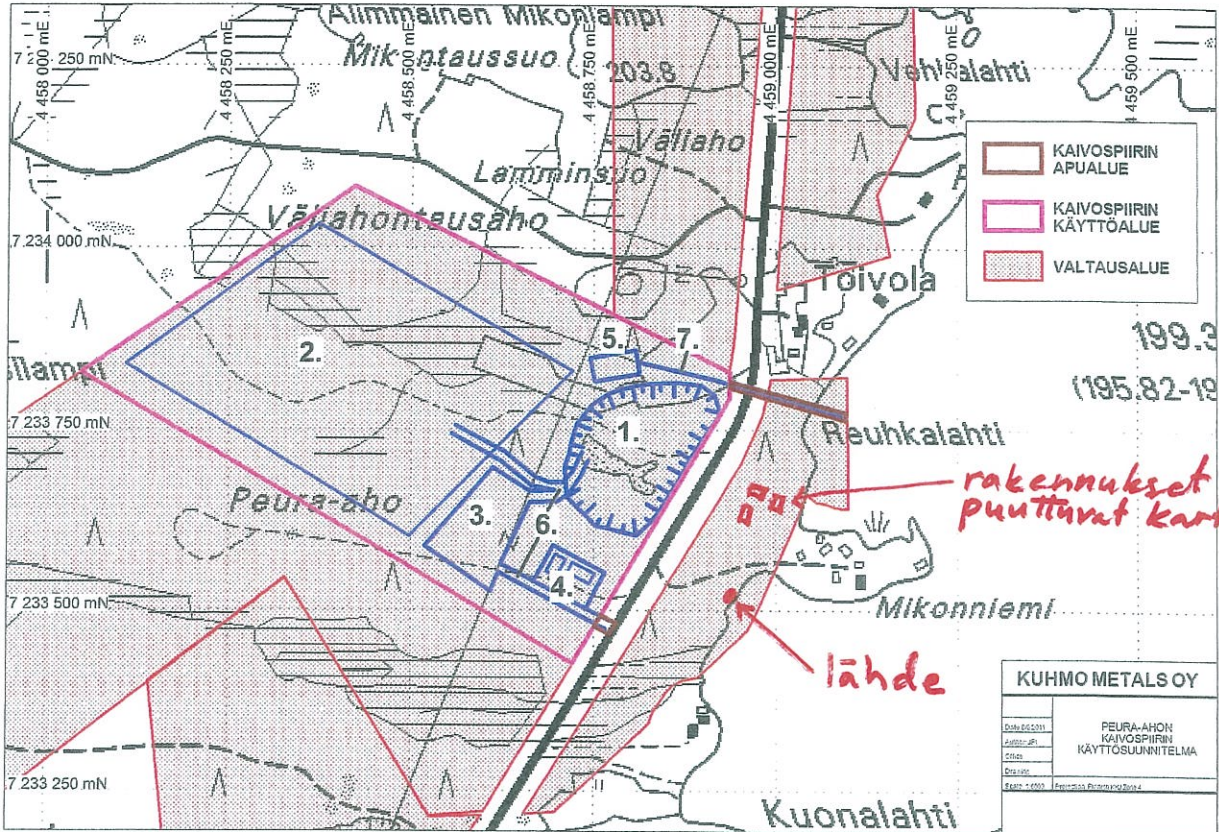 Alimmainen Mikonlampi
Mikontaussuo
203.8
Vehkalahti
4 458 000 mE
4 458 250 mE
4 458 500 mE
4 458 750 mE
4 459 000 mE
4 459 250 mE
4 459 500 mE
250 mN
Väliaho
Lamminsuo
Väliahontausaho
KAIVOSPIIRIN
APUALUE
KAIVOSPIIRIN
KÄYTTÖALUE
VALTAUSALUE
7 234 000 mN
Toivola
199.3
(195.82-19
2.
5.
7.
1.
7 233 750 mN
Reuhkalahti
rakennukset
puuttuvat kar
Peura-aho
3.
6.
4.
7 233 500 mN
Mikonniemi
lähde
KUHMO METALS OY
PEURA-AHON
KAIVOSPIIRIN
KÄYTTÖSUUNNITELMA
7 233 250 mN
Kuonalahti